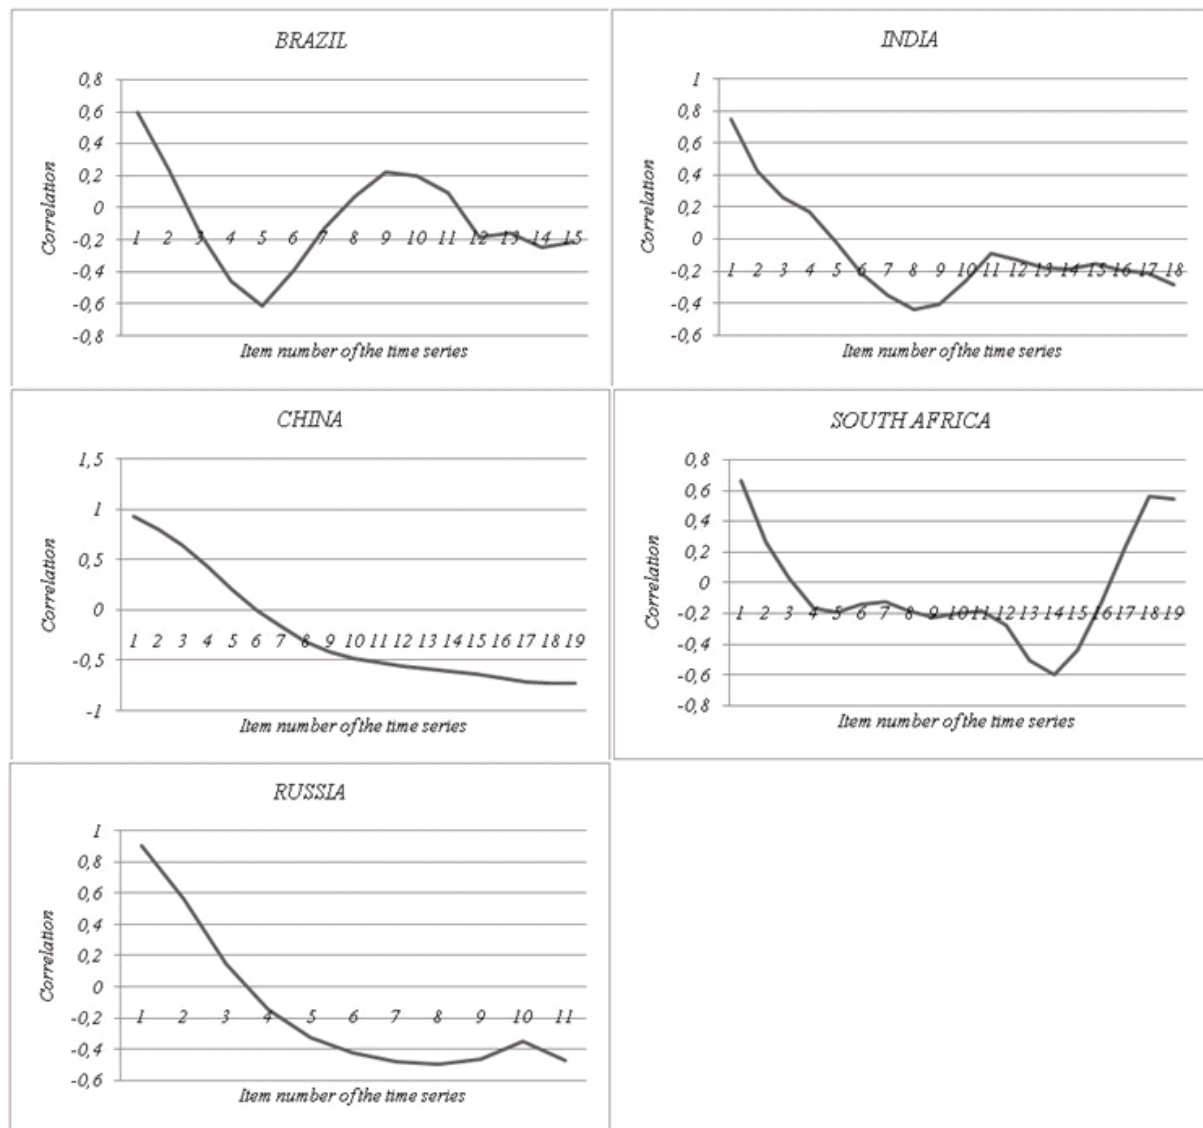 BRAZIL
0,8
0,6
0,4
0,2
0
-0,2
-0,4
-0,6
-0,8
Correlation
1 2 3 4 5 6 7 8 9 10 11 12 13 14 15
Item number of the time series
INDIA
1
0,8
0,6
0,4
0,2
0
-0,2
-0,4
-0,6
Correlation
1 2 3 4 5 6 7 8 9 10 11 12 13 14 15 16 17 18
Item number of the time series
CHINA
1,5
1
0,5
0
-0,5
-1
Correlation
1 2 3 4 5 6 7 8 9 10 11 12 13 14 15 16 17 18 19
Item number of the time series
SOUTH AFRICA
0,8
0,6
0,4
0,2
0
-0,2
-0,4
-0,6
-0,8
Correlation
1 2 3 4 5 6 7 8 9 10 11 12 13 14 15 16 17 18 19
Item number of the time series
RUSSIA
1
0,8
0,6
0,4
0,2
0
-0,2
-0,4
-0,6
Correlation
1 2 3 4 5 6 7 8 9 10 11
Item number of the time series